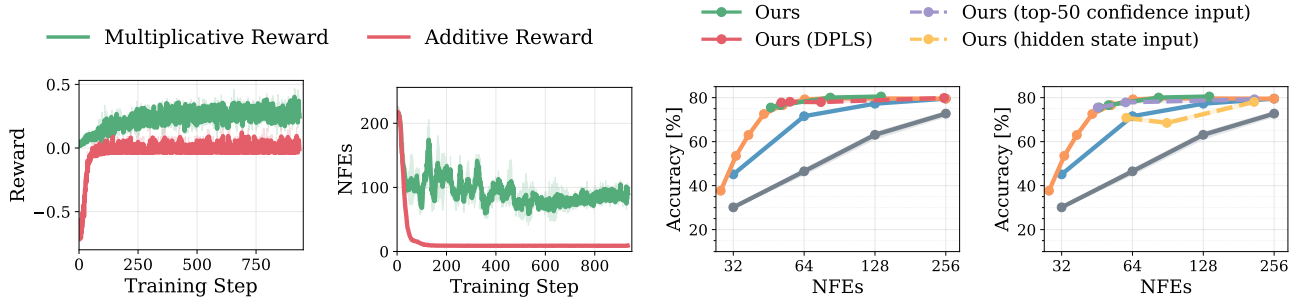 Multiplicative Reward
Additive Reward
Reward
0.5
0.0
−0.5
0
250
500
750
Training Step
NFEs
200
100
0
0
200
400
600
800
Training Step
Ours
Ours (DPLS)
Ours (top-50 confidence input)
Ours (hidden state input)
Accuracy [%]
80
60
40
20
32
64
128
256
NFEs
Accuracy [%]
80
60
40
20
32
64
128
256
NFEs